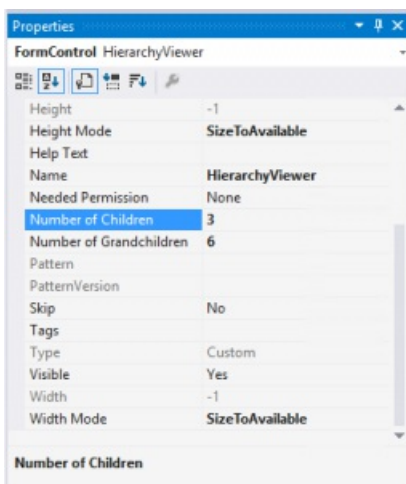 Properties
FormControl HierarchyViewer
Height -1
Height Mode SizeToAvailable
Help Text
Name HierarchyViewer
Needed Permission None
Number of Children 3
Number of Grandchildren 6
Pattern
PatternVersion
Skip No
Tags
Type Custom
Visible Yes
Width -1
Width Mode SizeToAvailable
Number of Children